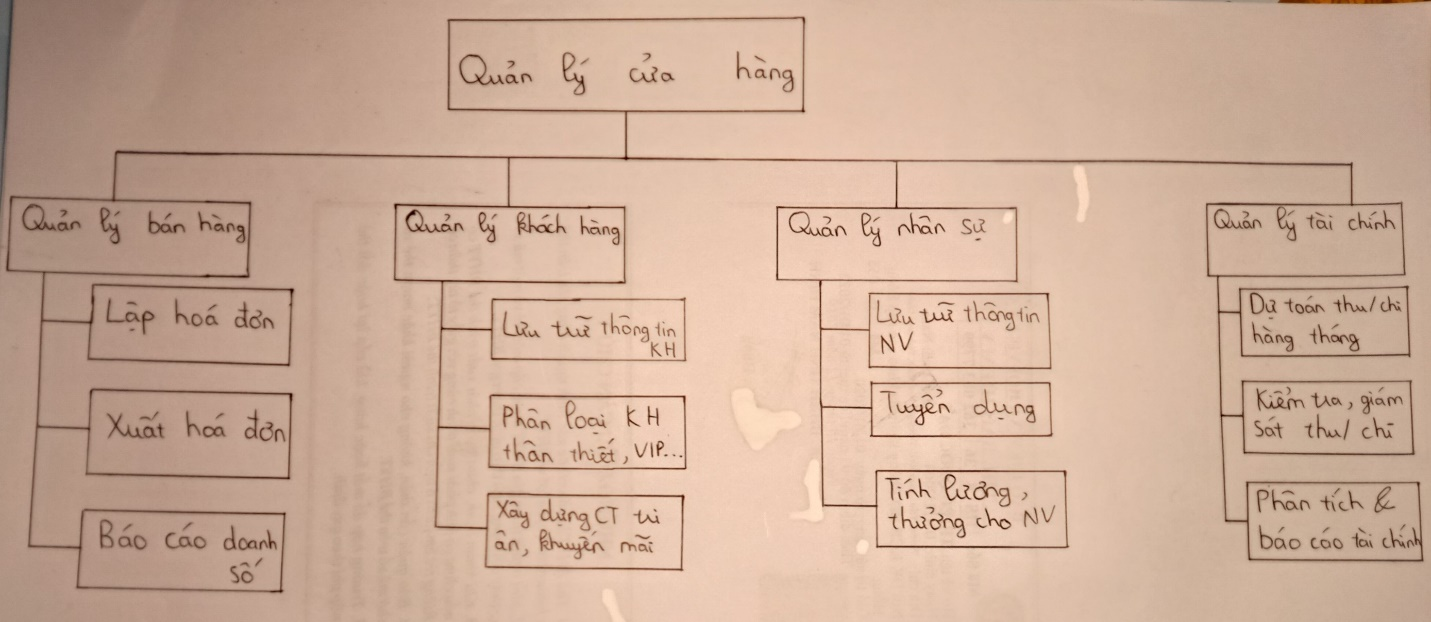 Quản lý cửa hàng
Quản lý bán hàng
Lập hoá đơn
Xuất hoá đơn
Báo cáo doanh
số
Quản lý khách hàng
Lưu trữ thông tin
KH
Phân loại KH
thân thiết, VIP...
Xây dựng CT tri
ân, khuyến mãi
Quản lý nhân sự
Lưu trữ thông tin
NV
Tuyển dụng
Tính lương,
thưởng cho NV
Quản lý tài chính
Dự toán thu/chi
hàng tháng
Kiểm tra, giám
sát thu/chi
Phân tích &
báo cáo tài chính